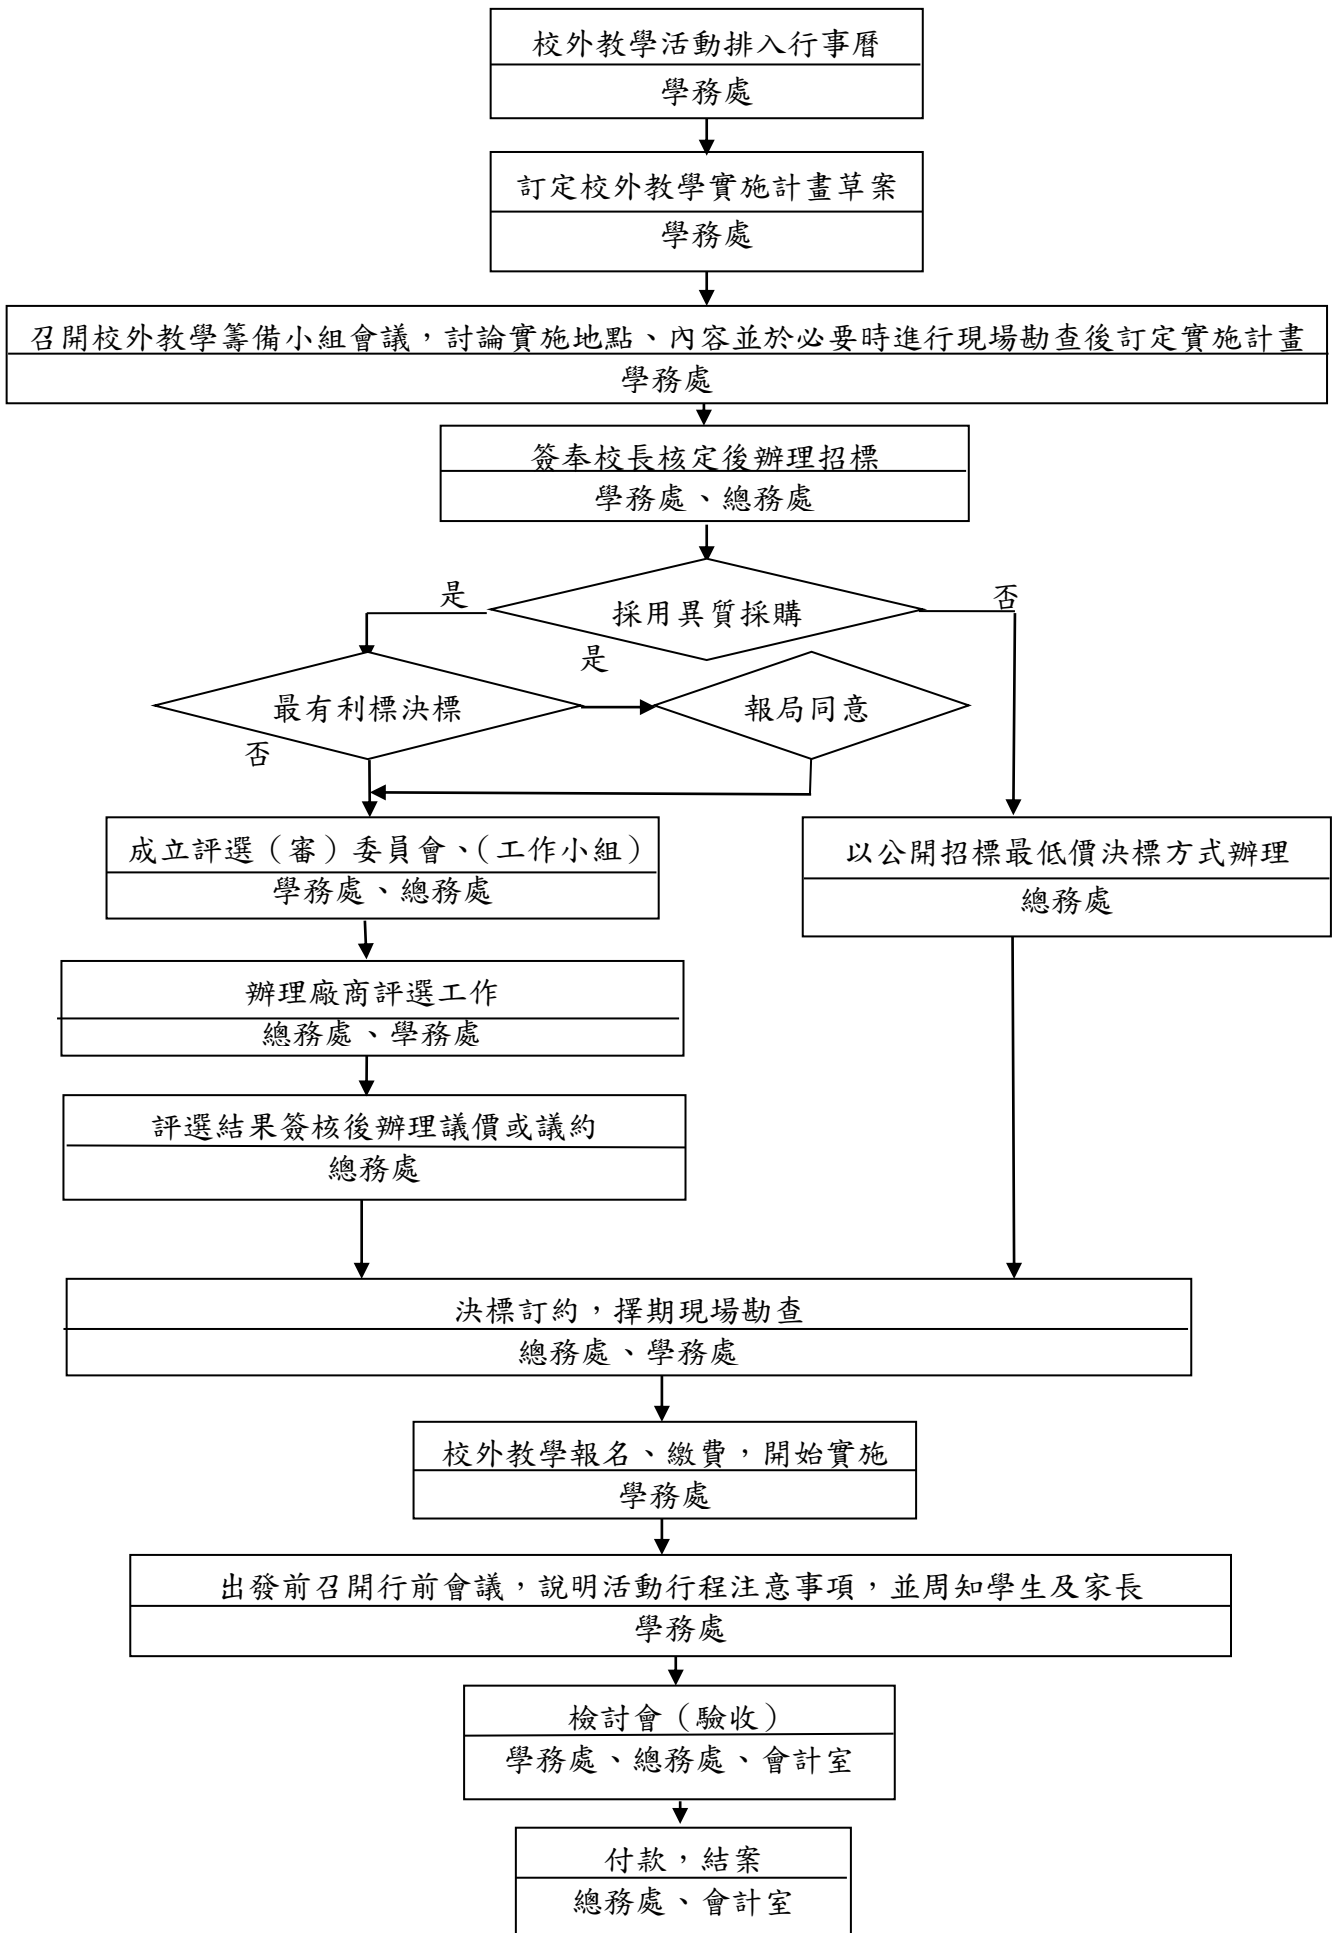 校外教學活動排入行事曆
學務處
訂定校外教學實施計畫草案
學務處
召開校外教學籌備小組會議，討論實施地點、內容並於必要時進行現場勘查後訂定實施計畫
學務處
簽奉校長核定後辦理招標
學務處、總務處
採用異質採購
是
否
最有利標決標
是
報局同意
否
成立評選（審）委員會、（工作小組）
學務處、總務處
以公開招標最低價決標方式辦理
總務處
辦理廠商評選工作
總務處、學務處
評選結果簽核後辦理議價或議約
總務處
決標訂約，擇期現場勘查
總務處、學務處
校外教學報名、繳費，開始實施
學務處
出發前召開行前會議，說明活動行程注意事項，並周知學生及家長
學務處
檢討會（驗收）
學務處、總務處、會計室
付款，結案
總務處、會計室